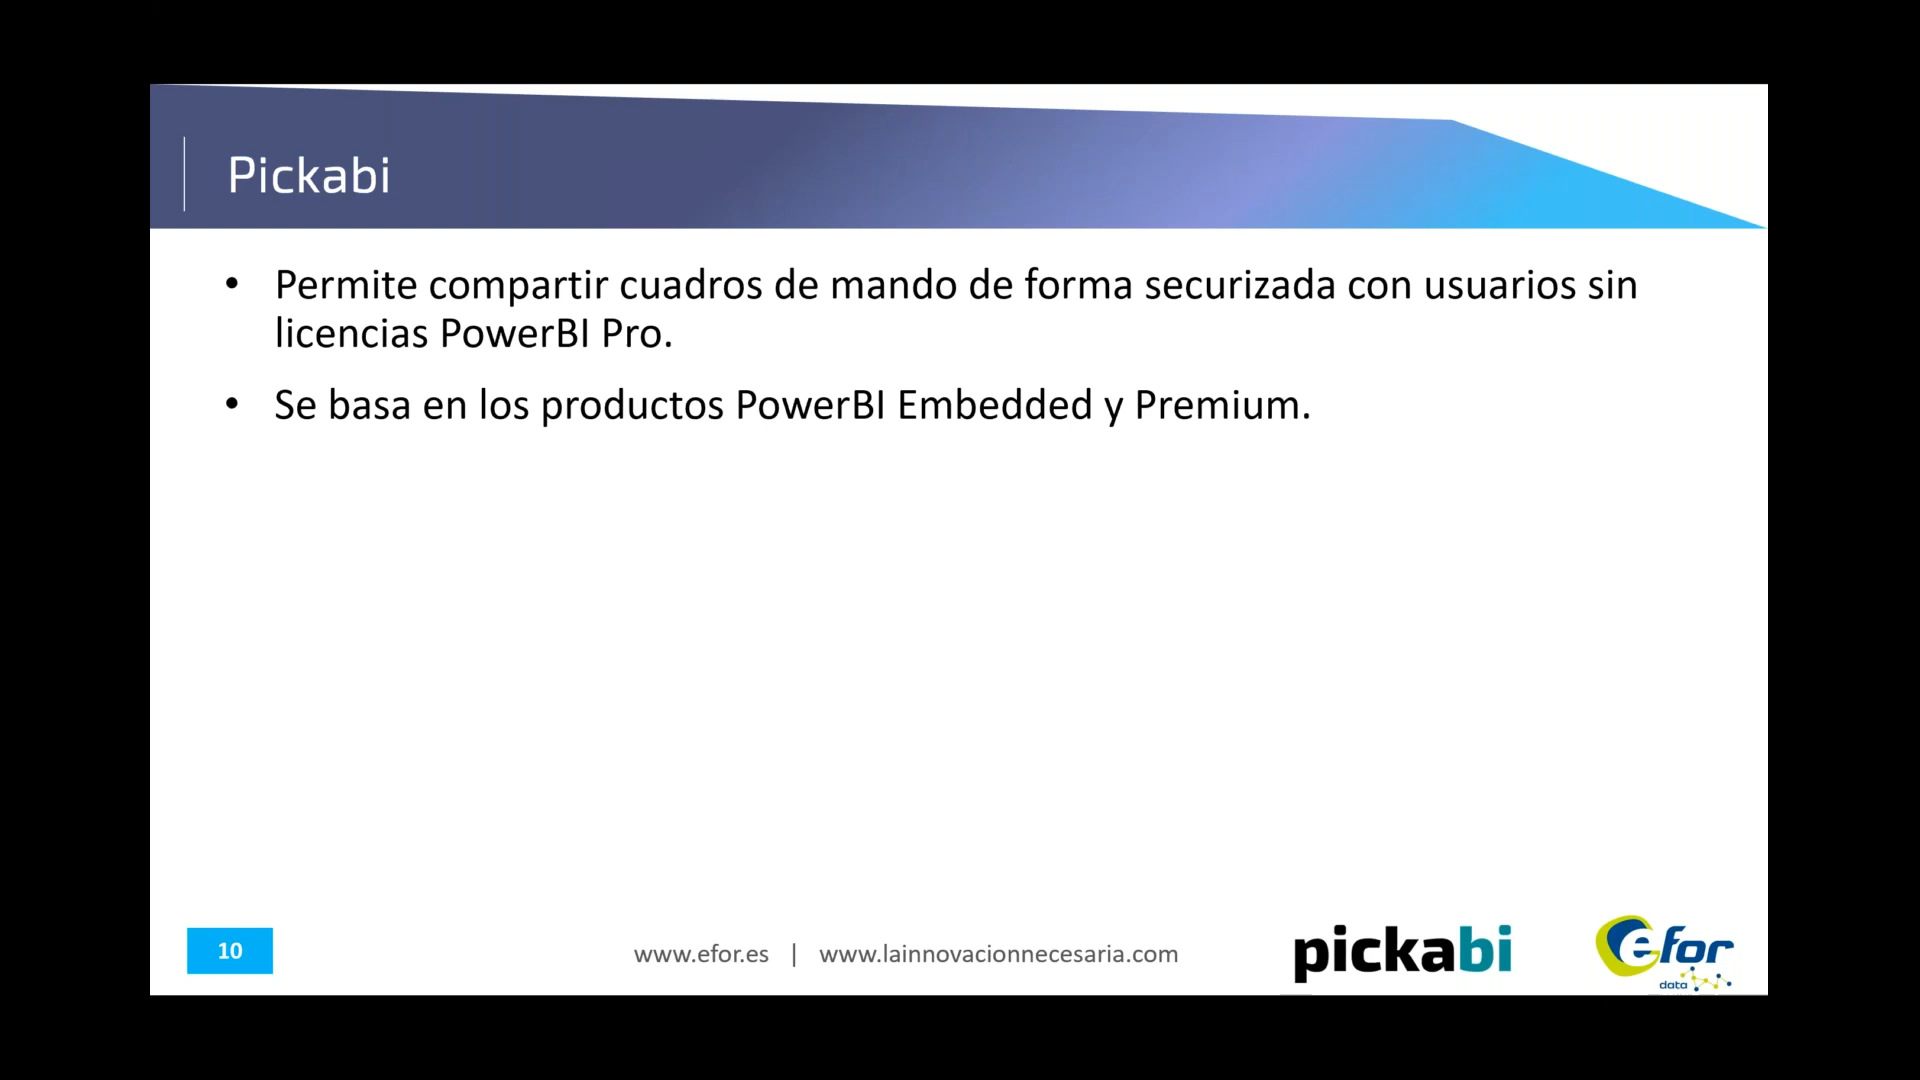 Pickabi
• Permite compartir cuadros de mando de forma securizada con usuarios sin
licencias PowerBI Pro.
• Se basa en los productos PowerBI Embedded y Premium.
10
www.efor.es | www.lainnovacionnecesaria.com
pickabi
efor
data